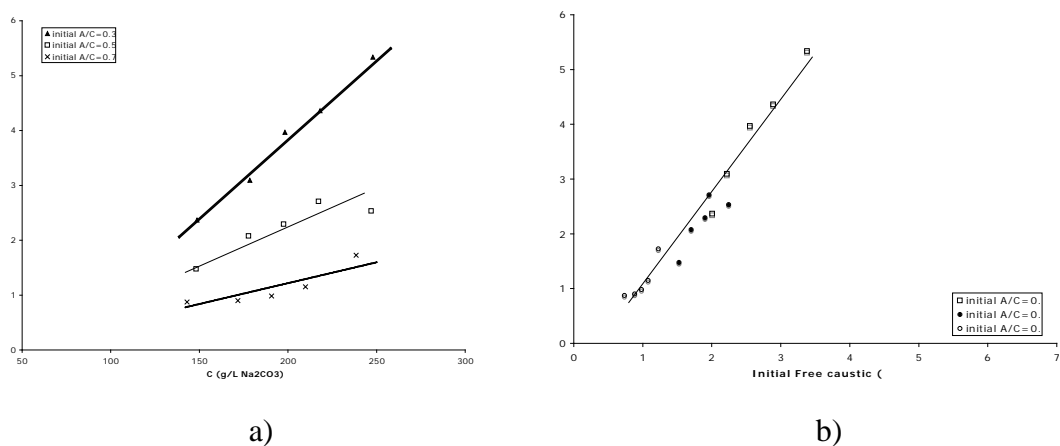 6
5
4
3
2
1
0
initial A/C=0.3
initial A/C=0.5
initial A/C=0.7
50 100 150 200 250 300
C (g/L Na2CO3)
a)
6
5
4
3
2
1
0
initial A/C=0.
initial A/C=0.
initial A/C=0.
0 1 2 3 4 5 6 7
Initial Free caustic (
b)